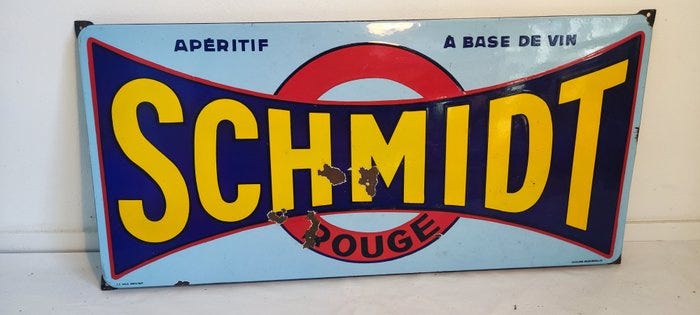 APÉRITIF
À BASE DE VIN
SCHMIDT
ROUGE